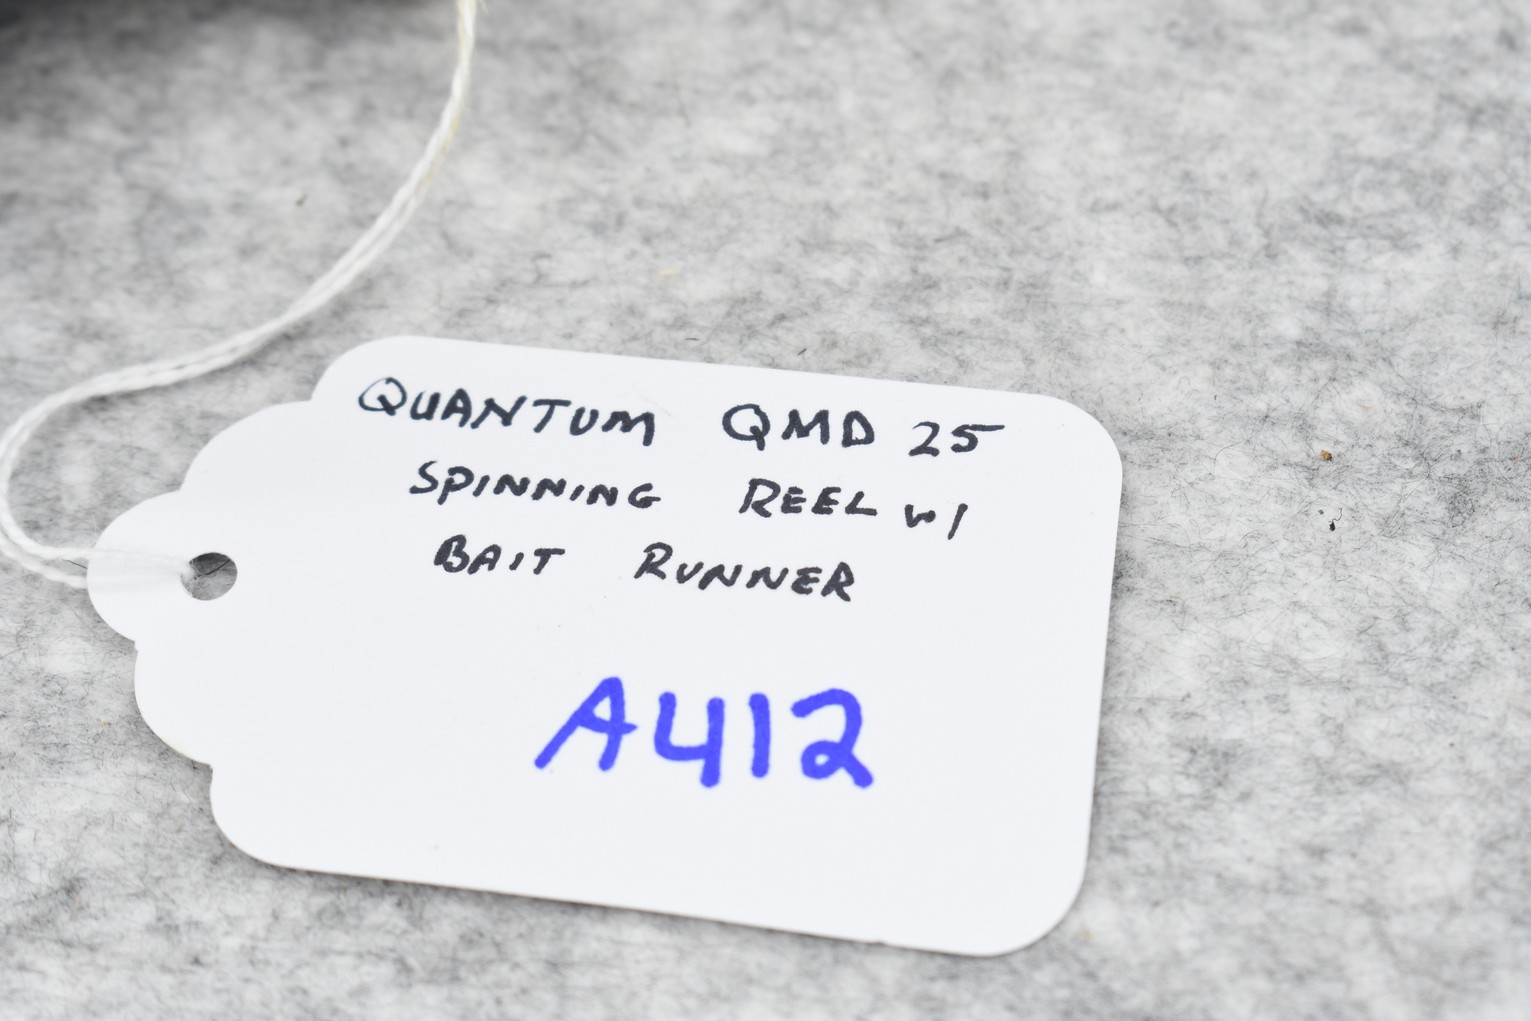 QUANTUM QMD 25
SPINNING REEL w/
BAIT RUNNER
A412